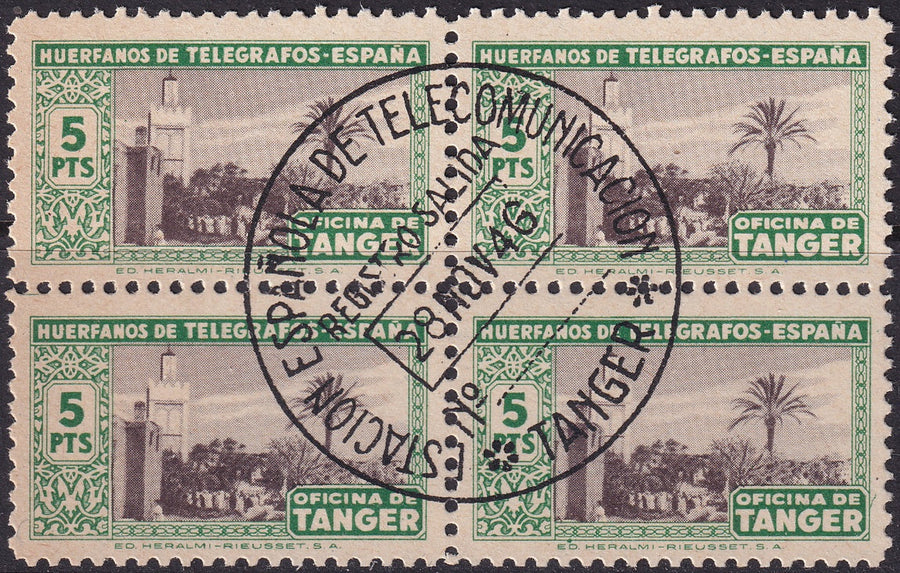 HUERFANOS DE TELEGRAFOS-ESPAÑA
5
PTS
OFICINA DE
TANGER
ED. HERALMI-RIEUSSET, S.A.
HUERFANOS DE TELEGRAFOS-ESPAÑA
5
PTS
OFICINA DE
TANGER
ED. HERALMI-RIEUSSET, S.A.
HUERFANOS DE TELEGRAFOS-ESPAÑA
5
PTS
OFICINA DE
TANGER
ED. HERALMI-RIEUSSET, S.A.
HUERFANOS DE TELEGRAFOS-ESPAÑA
5
PTS
OFICINA DE
TANGER
ED. HERALMI-RIEUSSET, S.A.
ESTACION ESPAÑOLA DE TELECOMUNICACION
TANGER
REGISTRO SALIDA
28 NOV 46
Nº